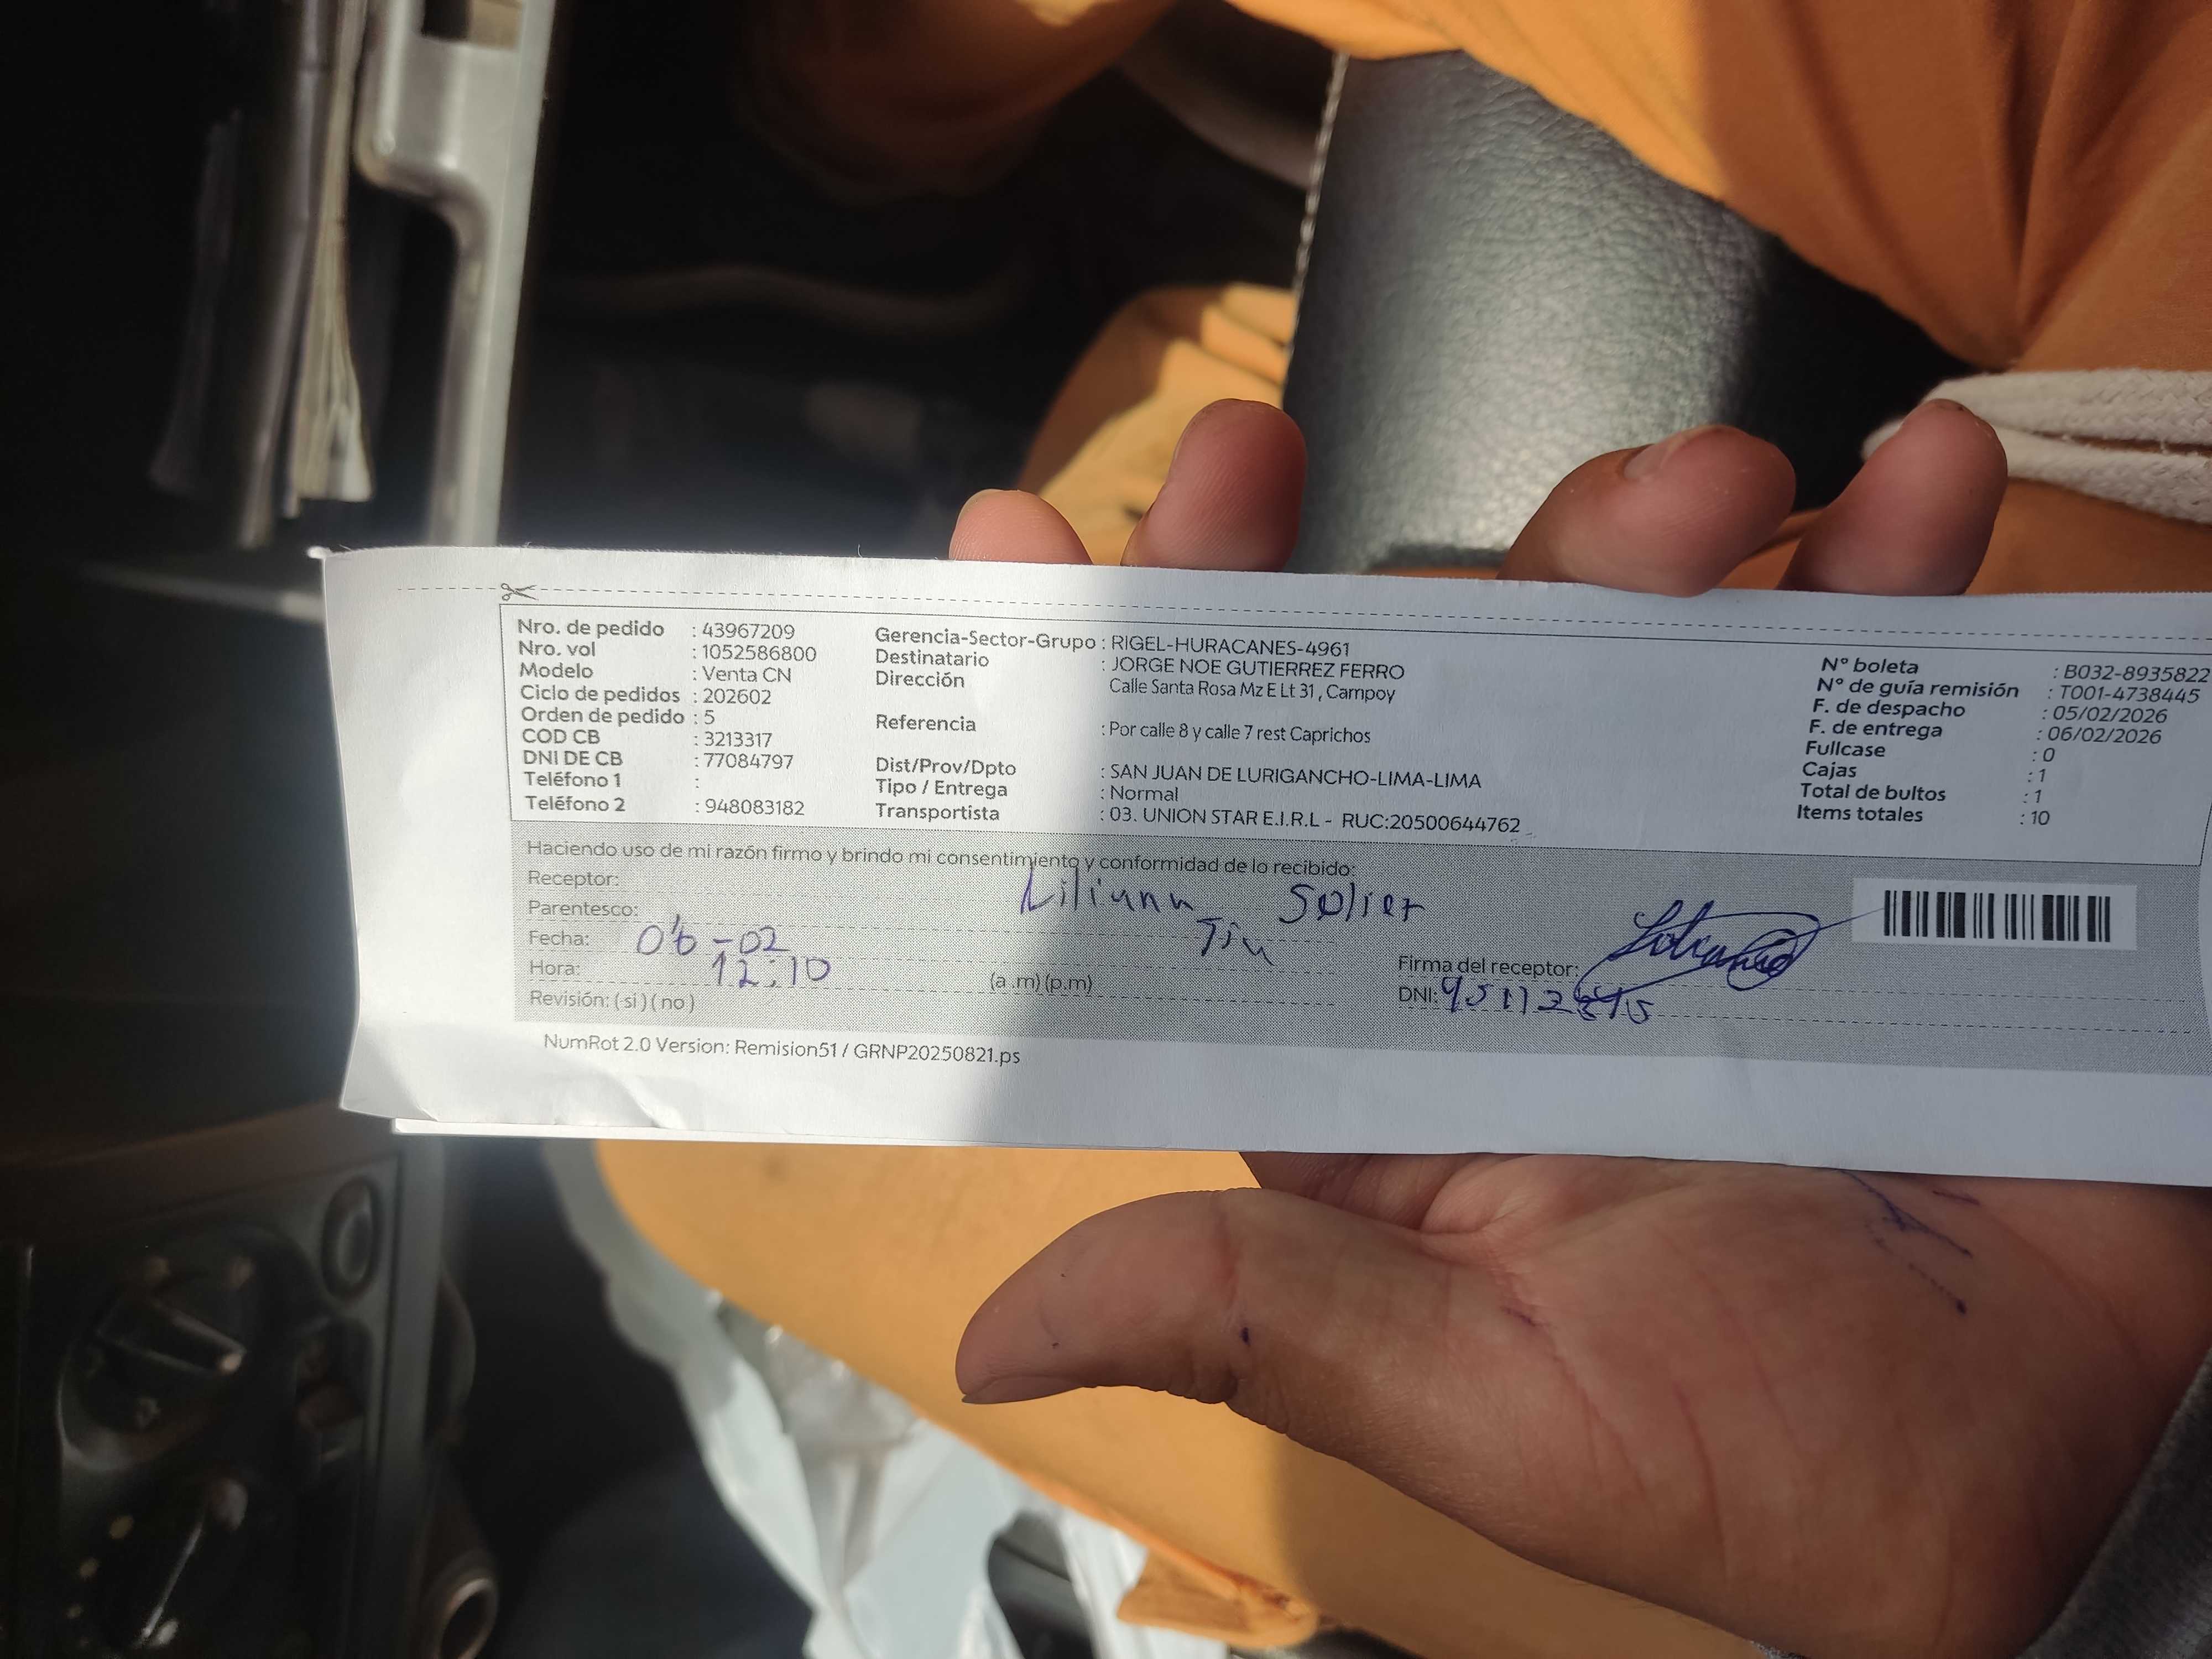 Nro. de pedido : 43967209
Nro. vol : 1052586800
Modelo : Venta CN
Ciclo de pedidos : 202602
Orden de pedido : 5
COD CB : 3213317
DNI DE CB : 77084797
Teléfono 1 :
Teléfono 2 : 948083182
Gerencia-Sector-Grupo : RIGEL-HURACANES-4961
Destinatario : JORGE NOE GUTIERREZ FERRO
Dirección Calle Santa Rosa Mz E Lt 31, Campoy
Referencia : Por calle 8 y calle 7 rest Caprichos
Dist/Prov/Dpto : SAN JUAN DE LURIGANCHO-LIMA-LIMA
Tipo / Entrega : Normal
Transportista : 03. UNION STAR E.I.R.L - RUC:20500644762
N° boleta : B032-8935822
N° de guía remisión : T001-4738445
F. de despacho : 05/02/2026
F. de entrega : 06/02/2026
Fullcase : 0
Cajas : 1
Total de bultos : 1
Items totales : 10
Haciendo uso de mi razón firmo y brindo mi consentimiento y conformidad de lo recibido:
Receptor: Liliana Solier
Parentesco:
Fecha: 06-02
Hora: 12:10 (a.m) (p.m)
Revisión: ( si ) ( no )
Firma del receptor:
DNI:
NumRot 2.0 Version: Remision51 / GRNP20250821.ps